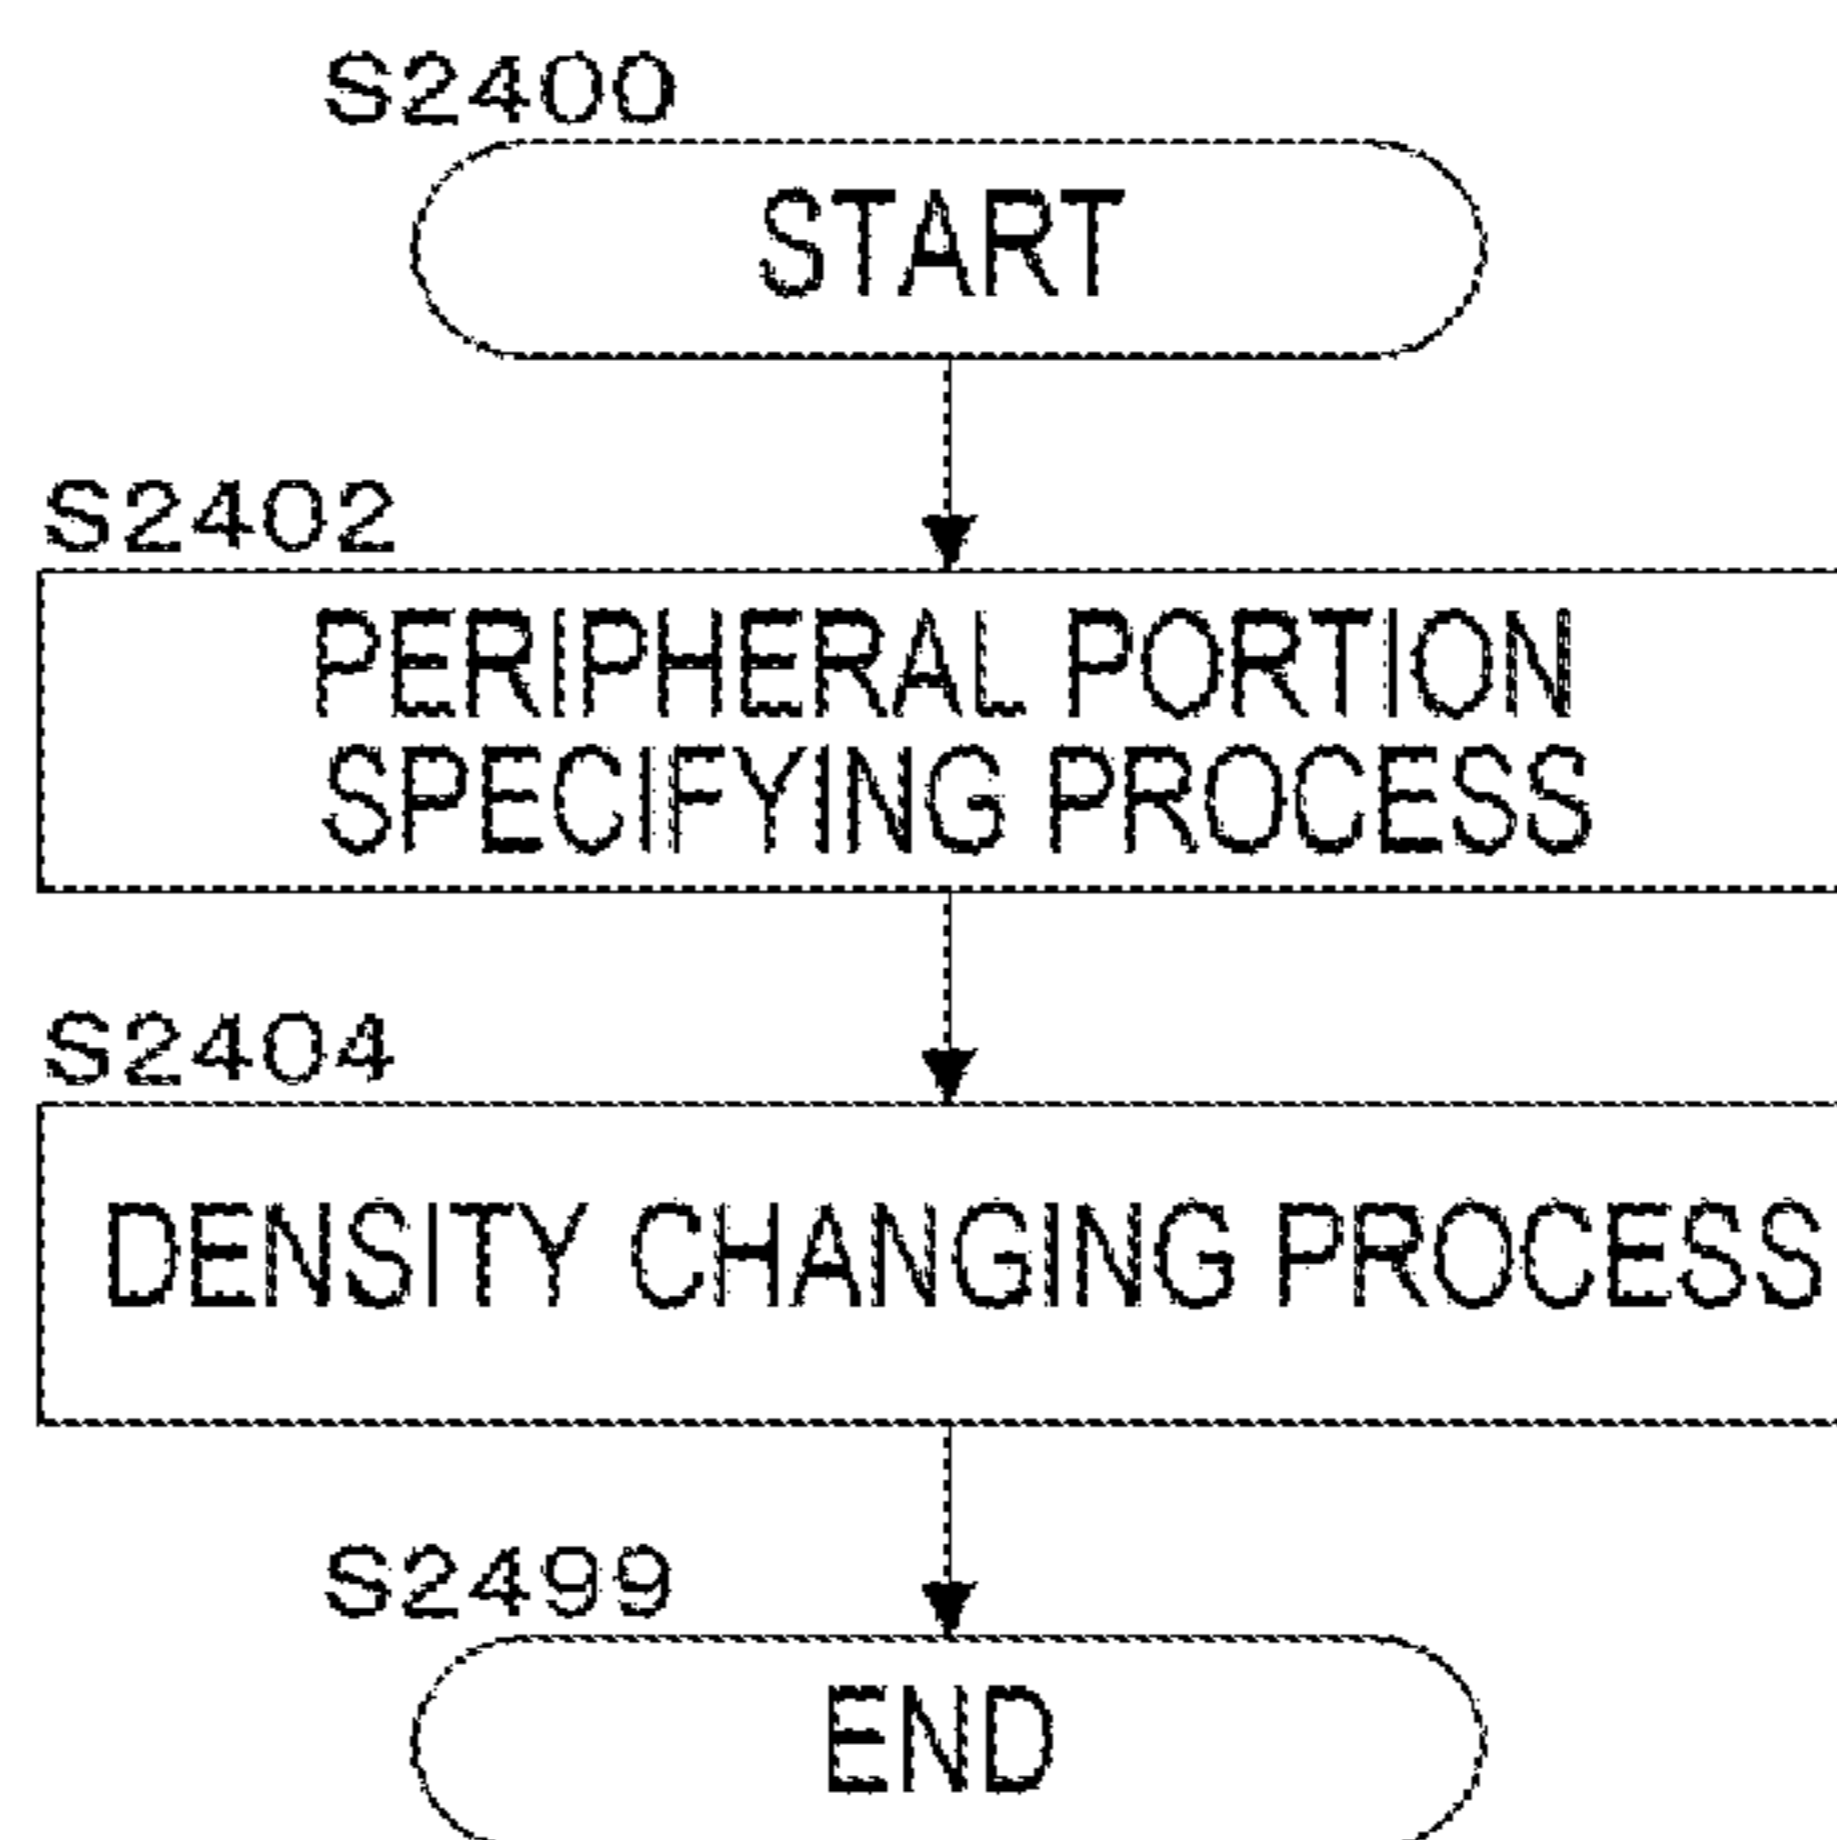 S2400
START
S2402
PERIPHERAL PORTION
SPECIFYING PROCESS
S2404
DENSITY CHANGING PROCESS
S2499
END